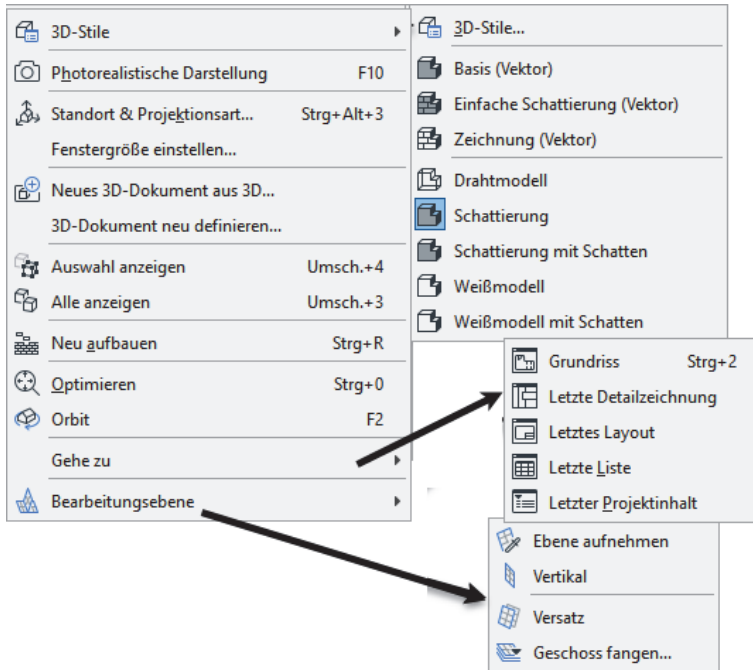 3D-Stile
Photorealistische Darstellung F10
Standort & Projektionsart... Strg+Alt+3
Fenstergröße einstellen...
Neues 3D-Dokument aus 3D...
3D-Dokument neu definieren...
Auswahl anzeigen Umsch.+4
Alle anzeigen Umsch.+3
Neu aufbauen Strg+R
Optimieren Strg+0
Orbit F2
Gehe zu
Bearbeitungsebene
3D-Stile...
Basis (Vektor)
Einfache Schattierung (Vektor)
Zeichnung (Vektor)
Drahtmodell
Schattierung
Schattierung mit Schatten
Weißmodell
Weißmodell mit Schatten
Grundriss Strg+2
Letzte Detailzeichnung
Letztes Layout
Letzte Liste
Letzter Projektinhalt
Ebene aufnehmen
Vertikal
Versatz
Geschoss fangen...